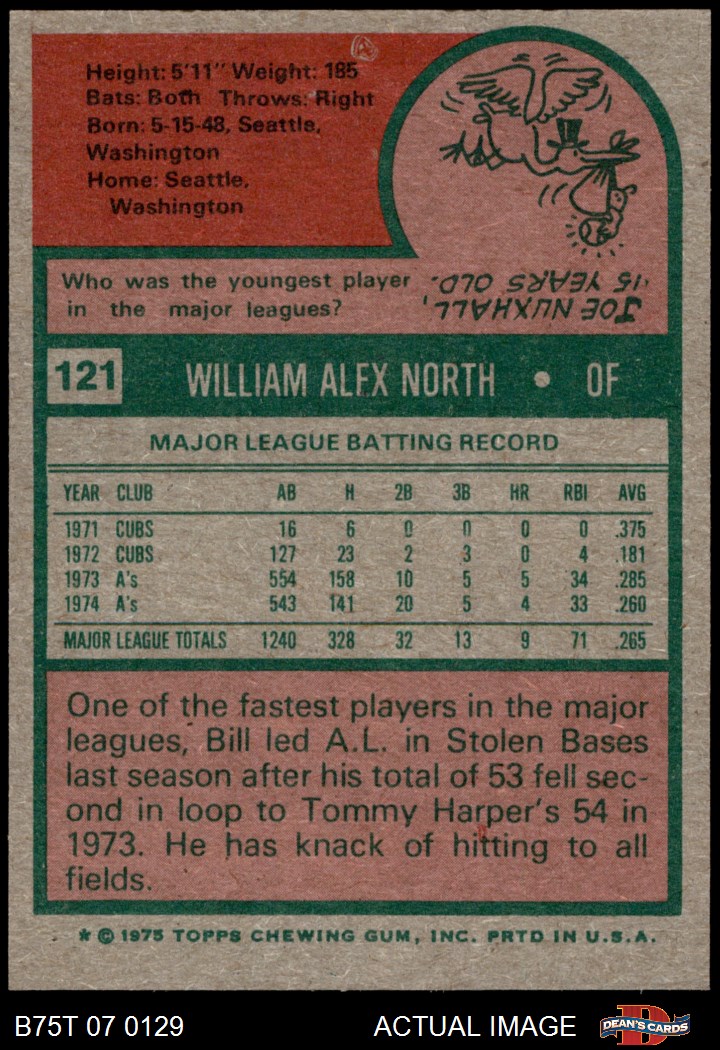 Height: 5'11" Weight: 185
Bats: Both Throws: Right
Born: 5-15-48, Seattle,
Washington
Home: Seattle,
Washington
Who was the youngest player
in the major leagues?
JOE NUXHALL,
15 YEARS OLD.
121 WILLIAM ALEX NORTH • OF
MAJOR LEAGUE BATTING RECORD
YEAR CLUB AB H 2B 3B HR RBI AVG
1971 CUBS 16 6 0 0 0 0 .375
1972 CUBS 127 23 2 3 0 4 .181
1973 A's 554 158 10 5 5 34 .285
1974 A's 543 141 20 5 4 33 .260
MAJOR LEAGUE TOTALS 1240 328 32 13 9 71 .265
One of the fastest players in the major
leagues, Bill led A.L. in Stolen Bases
last season after his total of 53 fell sec-
ond in loop to Tommy Harper's 54 in
1973. He has knack of hitting to all
fields.
* © 1975 TOPPS CHEWING GUM, INC. PRTD IN U.S.A.
B75T 07 0129 ACTUAL IMAGE D DEAN'S CARDS